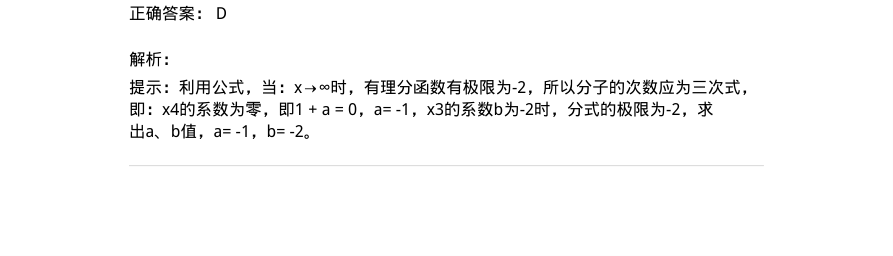 正确答案： D
解析：
提示：利用公式，当：x→∞时，有理分函数有极限为-2，所以分子的次数应为三次式，
即：x4的系数为零，即1 + a = 0，a= -1，x3的系数b为-2时，分式的极限为-2，求
出a、b值，a= -1，b= -2。